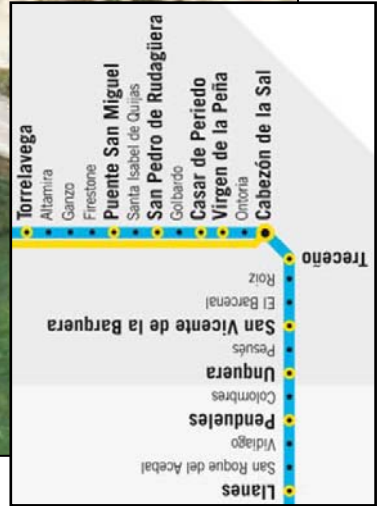 Torrelavega
Altamira
Ganzo
Firestone
Puente San Miguel
Santa Isabel de Quijas
San Pedro de Rudagüera
Golbardo
Casar de Periedo
Virgen de la Peña
Ontoria
Cabezón de la Sal
Treceño
Roiz
El Barcenal
San Vicente de la Barquera
Pesués
Unquera
Colombres
Pendueles
Vidiago
San Roque del Acebal
Llanes